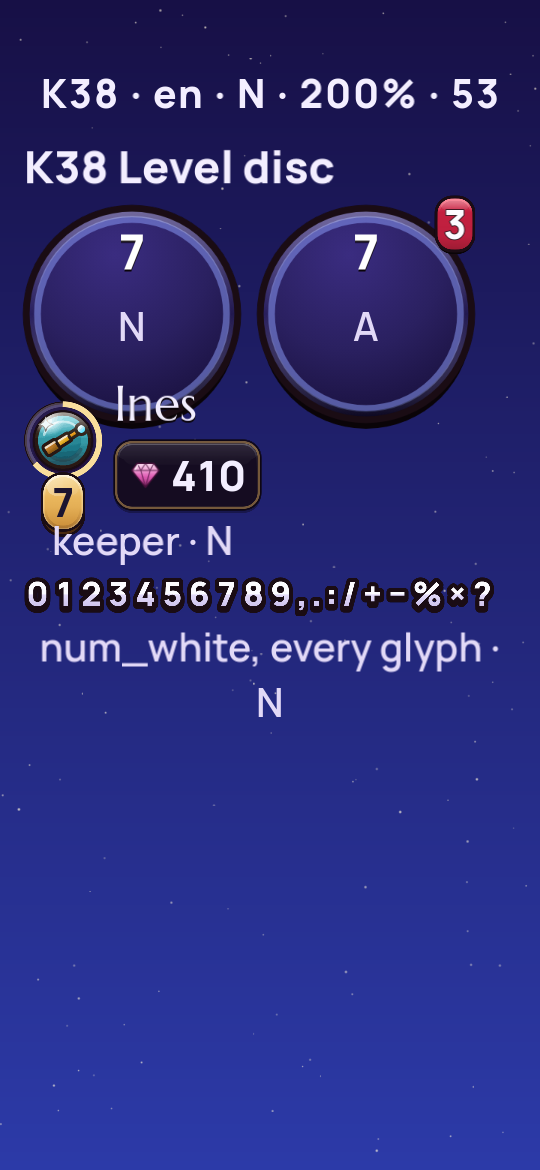 K38 · en · N · 200% · 53
K38 Level disc
3
7
7
N
A
Ines
410
7
keeper · N
0123456789,.:/+−%×?
num_white, every glyph ·
N